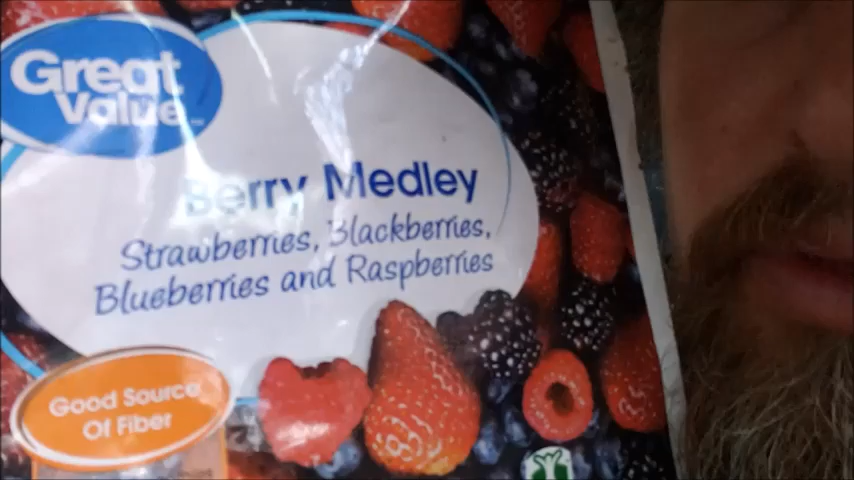 Great
Value
Berry Medley
Strawberries, Blackberries,
Blueberries and Raspberries
Good Source
Of Fiber